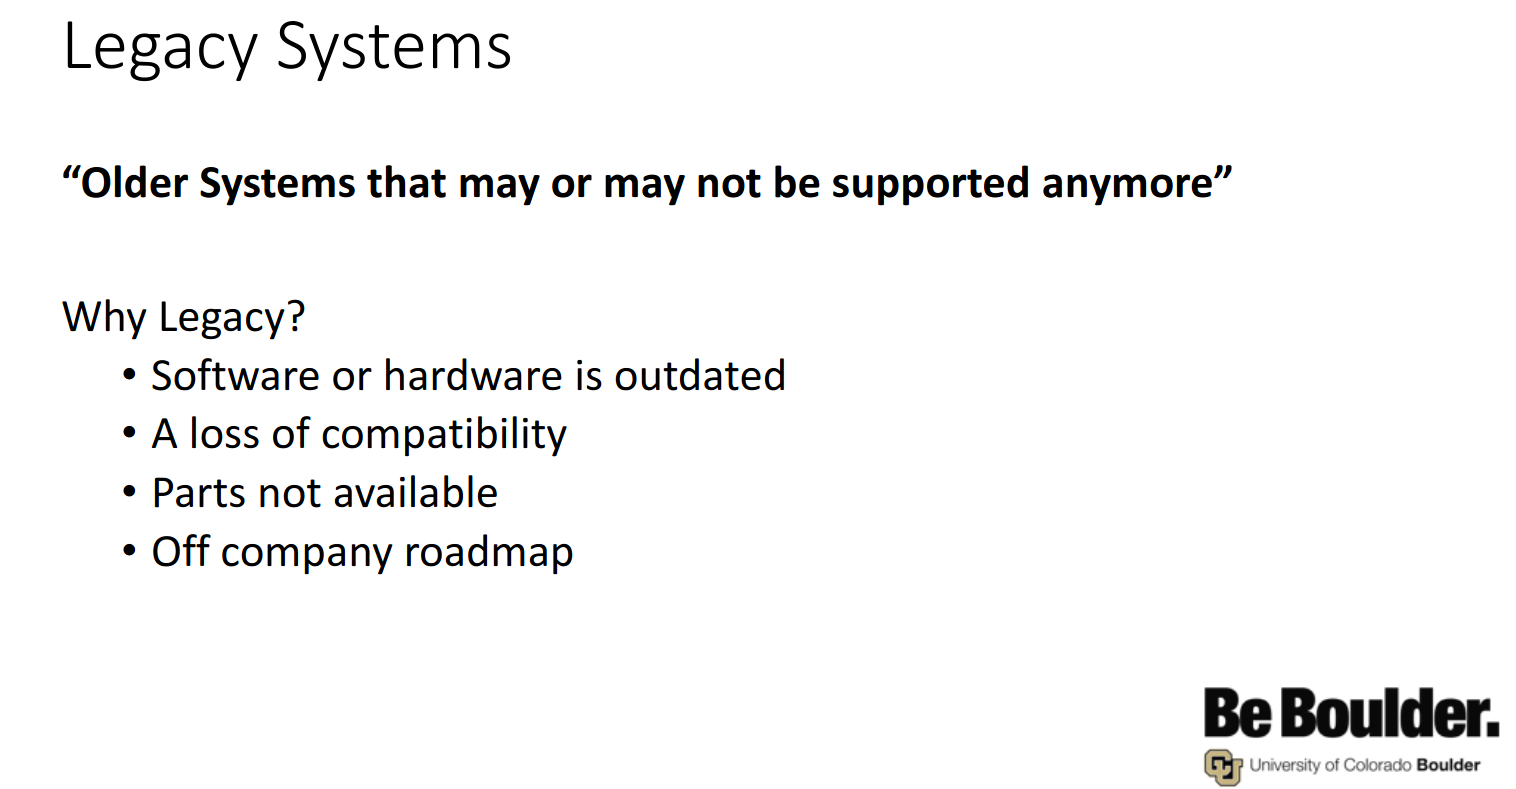 Legacy Systems
“Older Systems that may or may not be supported anymore”
Why Legacy?
• Software or hardware is outdated
• A loss of compatibility
• Parts not available
• Off company roadmap
Be Boulder.
CU University of Colorado Boulder